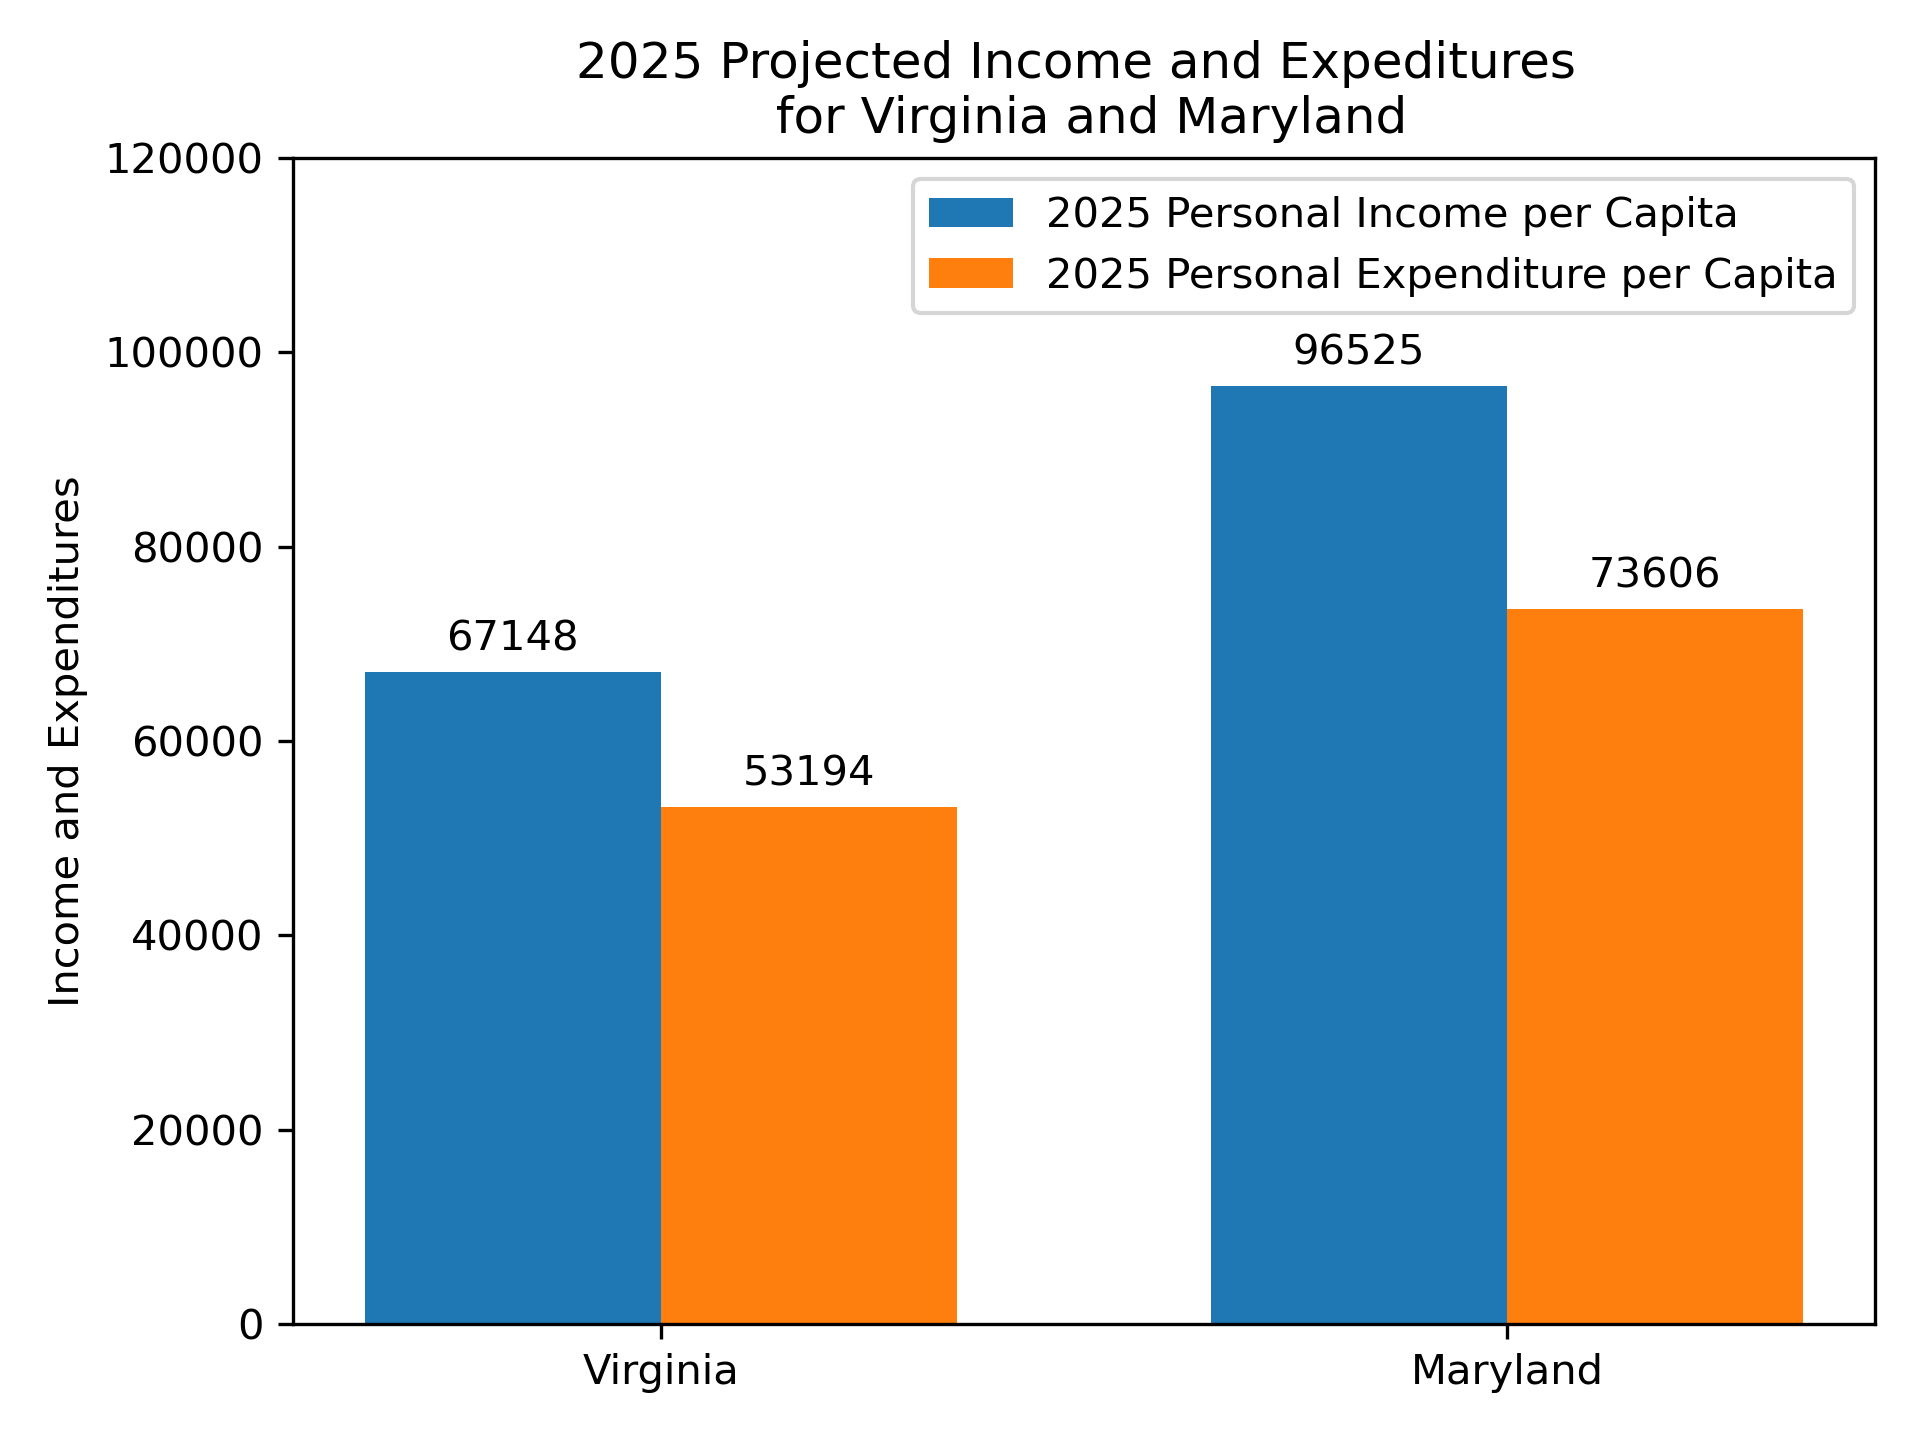 2025 Projected Income and Expeditures
for Virginia and Maryland
120000
100000
80000
60000
40000
20000
0
Income and Expenditures
2025 Personal Income per Capita
2025 Personal Expenditure per Capita
67148
53194
96525
73606
Virginia
Maryland